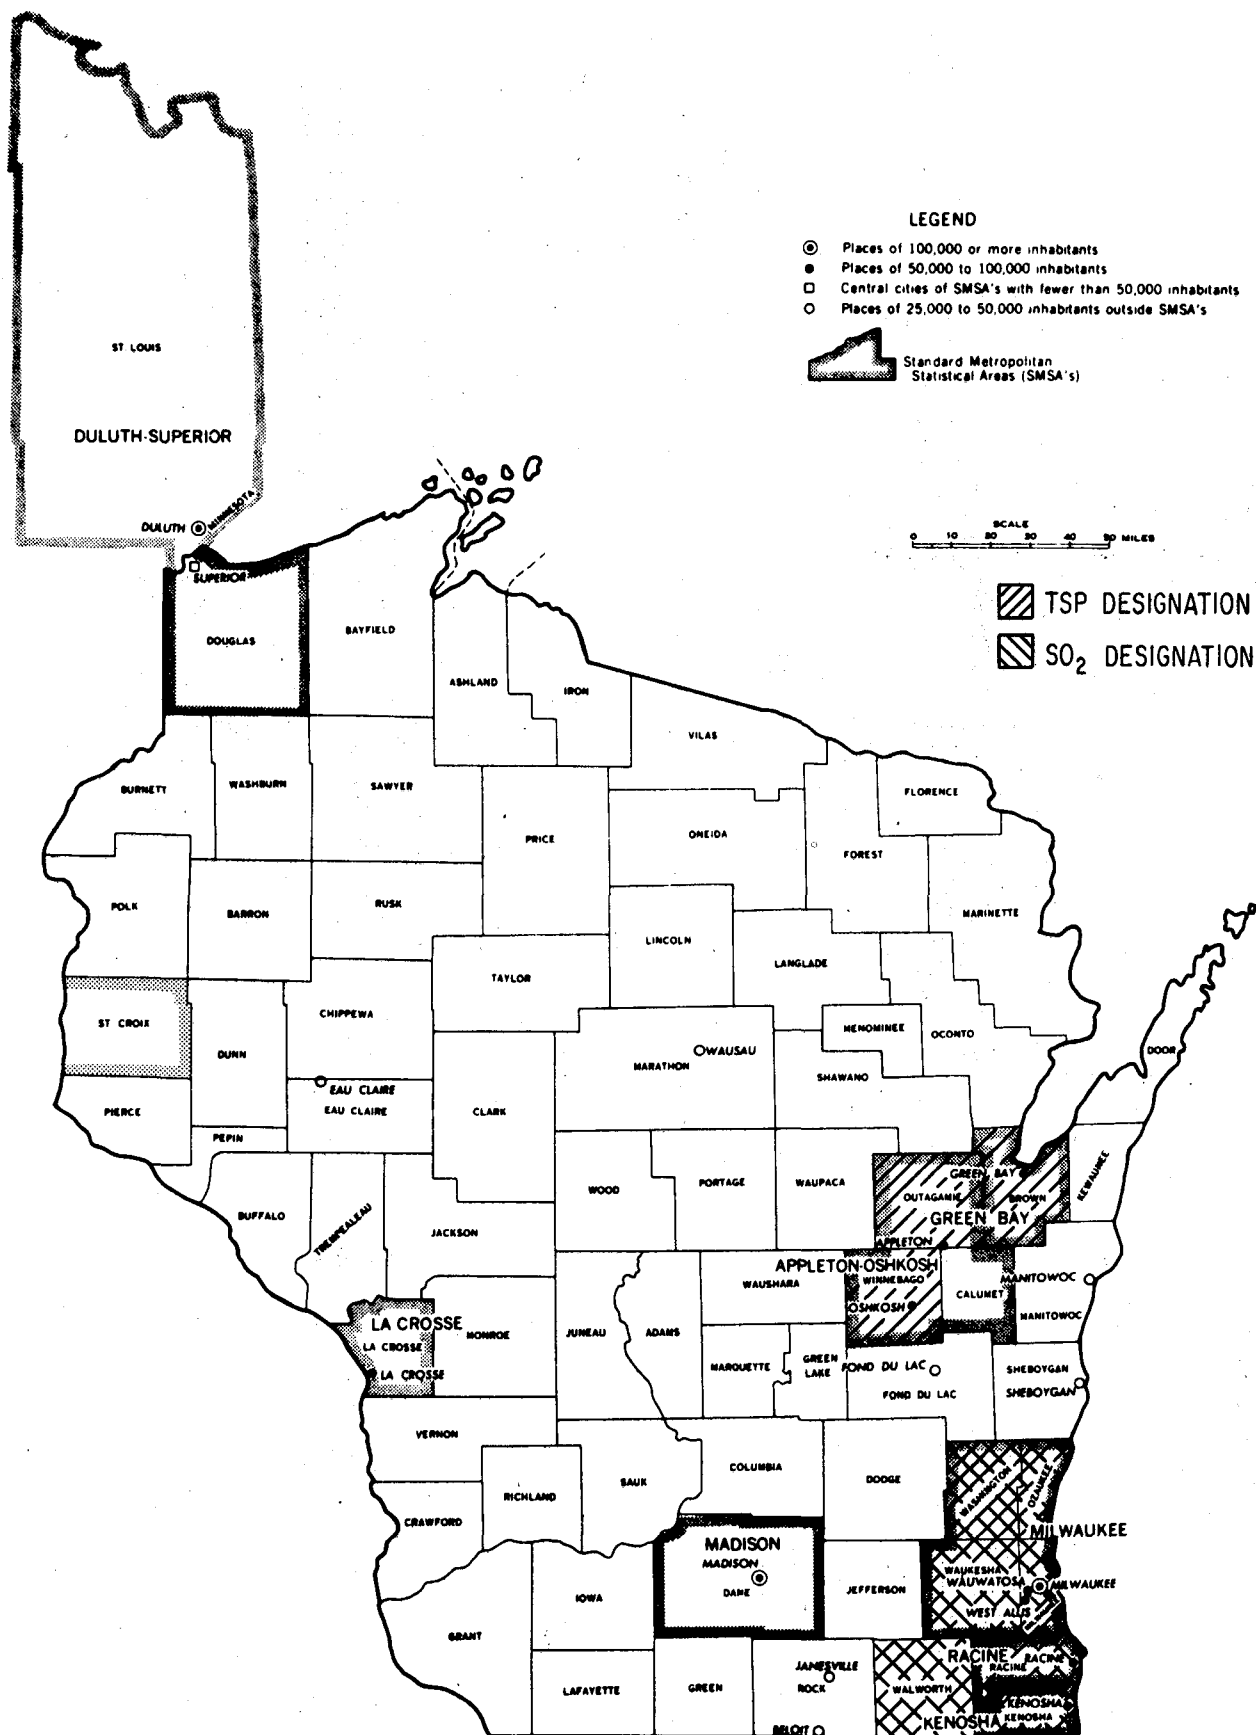 LEGEND
Places of 100,000 or more inhabitants
Places of 50,000 to 100,000 inhabitants
Central cities of SMSA's with fewer than 50,000 inhabitants
Places of 25,000 to 50,000 inhabitants outside SMSA's
Standard Metropolitan
Statistical Areas (SMSA's)
ST LOUIS
DULUTH-SUPERIOR
DULUTH
MINNESOTA
SCALE
0 10 20 30 40 50 MILES
SUPERIOR
TSP DESIGNATION
SO2 DESIGNATION
DOUGLAS
BAYFIELD
ASHLAND
IRON
VILAS
BURNETT
WASHBURN
SAWYER
FLORENCE
PRICE
ONEIDA
FOREST
POLK
BARRON
RUSK
MARINETTE
LINCOLN
LANGLADE
TAYLOR
ST CROIX
CHIPPEWA
MENOMINEE
OCONTO
DUNN
WAUSAU
MARATHON
DOOR
SHAWANO
EAU CLAIRE
EAU CLAIRE
PIERCE
CLARK
PEPIN
GREEN BAY
WOOD
PORTAGE
WAUPACA
OUTAGAMIE
BROWN
KEWAUNEE
BUFFALO
TREMPEALEAU
JACKSON
GREEN BAY
APPLETON
APPLETON-OSHKOSH
WAUSHARA
WINNEBAGO
CALUMET
MANITOWOC
OSHKOSH
MANITOWOC
LA CROSSE
LA CROSSE
LA CROSSE
MONROE
JUNEAU
ADAMS
MARQUETTE
GREEN
LAKE
FOND DU LAC
FOND DU LAC
SHEBOYGAN
SHEBOYGAN
VERNON
RICHLAND
SAUK
COLUMBIA
DODGE
WASHINGTON
OZAUKEE
CRAWFORD
MILWAUKEE
MADISON
MADISON
DANE
JEFFERSON
WAUKESHA
WAUWATOSA
MILWAUKEE
WEST ALLIS
IOWA
GRANT
LAFAYETTE
GREEN
JANESVILLE
ROCK
BELOIT
WALWORTH
RACINE
RACINE
RACINE
KENOSHA
KENOSHA
KENOSHA